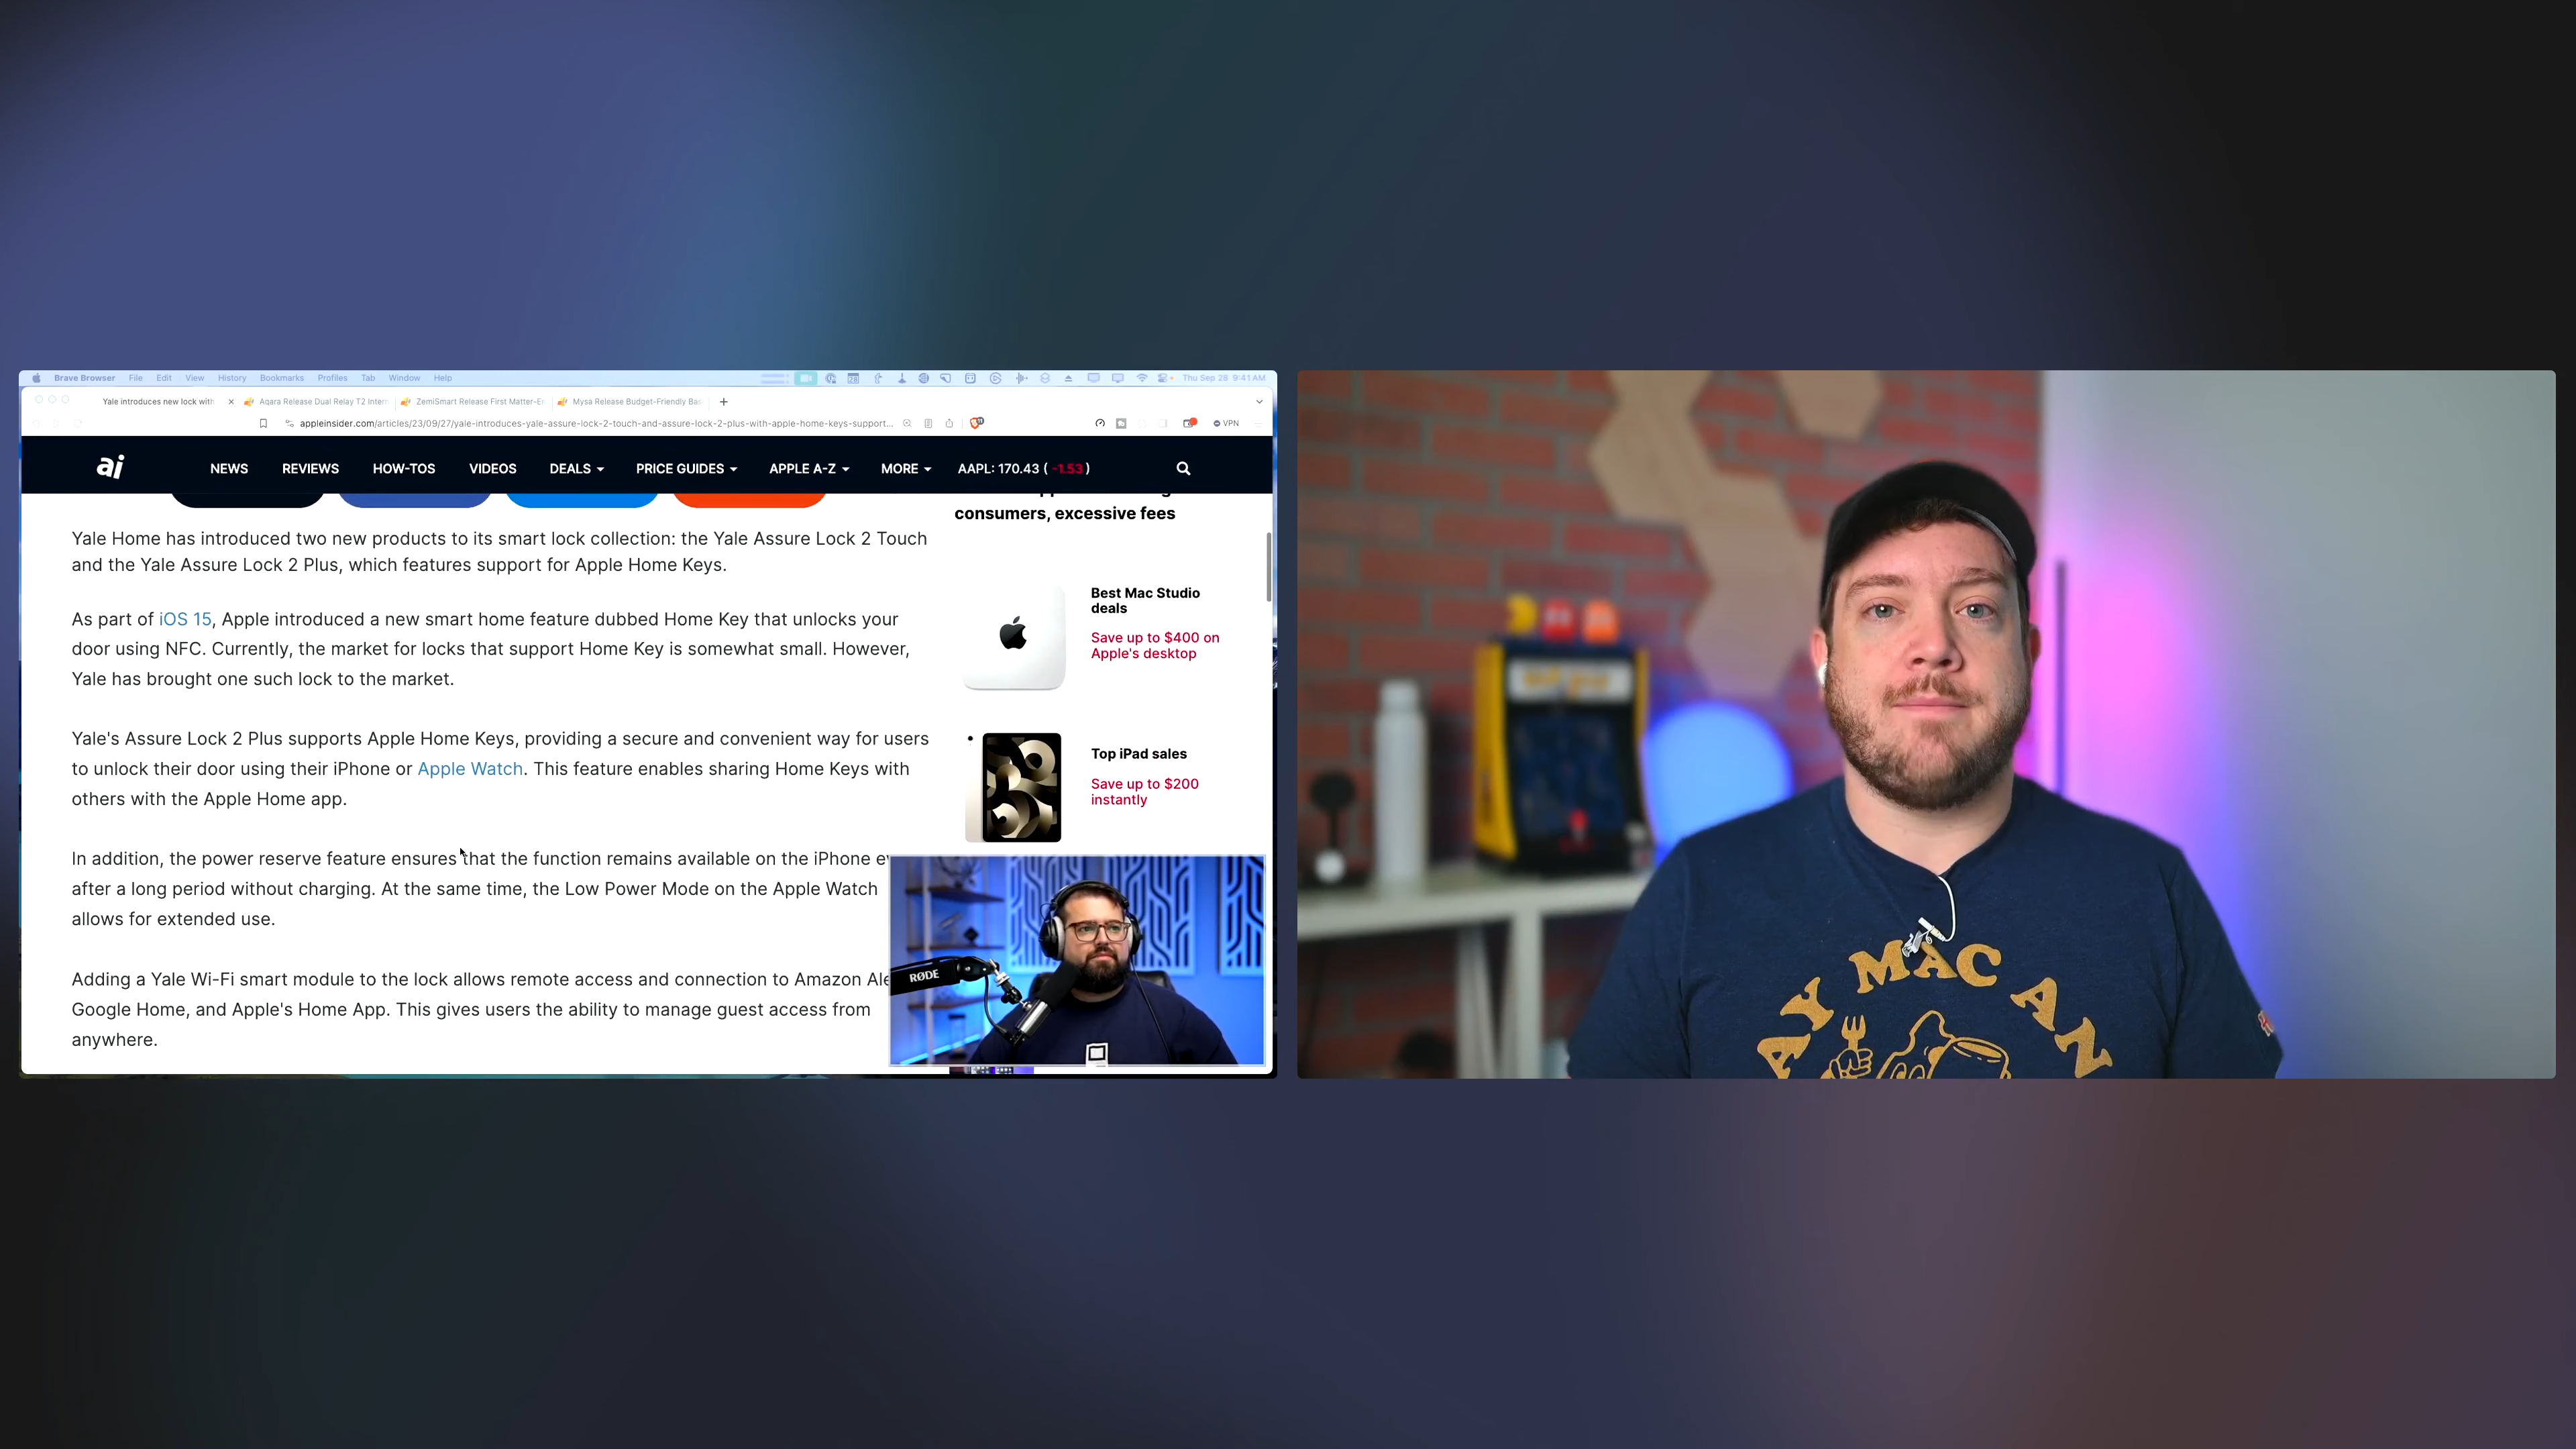 Brave Browser File Edit View History Bookmarks Profiles Tab Window Help
Thu Sep 28 9:41AM
Yale introduces new lock with
Aqara Release Dual Relay T2 Intern
ZemiSmart Release First Matter-E
Mysa Release Budget-Friendly Ba
appleinsider.com/articles/23/09/27/yale-introduces-yale-assure-lock-2-touch-and-assure-lock-2-plus-with-apple-home-keys-support...
VPN
ai
NEWS REVIEWS HOW-TOS VIDEOS DEALS PRICE GUIDES APPLE A-Z MORE AAPL: 170.43 ( -1.53 )
Yale Home has introduced two new products to its smart lock collection: the Yale Assure Lock 2 Touch
and the Yale Assure Lock 2 Plus, which features support for Apple Home Keys.
As part of iOS 15, Apple introduced a new smart home feature dubbed Home Key that unlocks your
door using NFC. Currently, the market for locks that support Home Key is somewhat small. However,
Yale has brought one such lock to the market.
Yale's Assure Lock 2 Plus supports Apple Home Keys, providing a secure and convenient way for users
to unlock their door using their iPhone or Apple Watch. This feature enables sharing Home Keys with
others with the Apple Home app.
In addition, the power reserve feature ensures that the function remains available on the iPhone ev
after a long period without charging. At the same time, the Low Power Mode on the Apple Watch
allows for extended use.
Adding a Yale Wi-Fi smart module to the lock allows remote access and connection to Amazon Ale
Google Home, and Apple's Home App. This gives users the ability to manage guest access from
anywhere.
consumers, excessive fees
Best Mac Studio
deals
Save up to $400 on
Apple's desktop
Top iPad sales
Save up to $200
instantly
RØDE
AY MAC AN